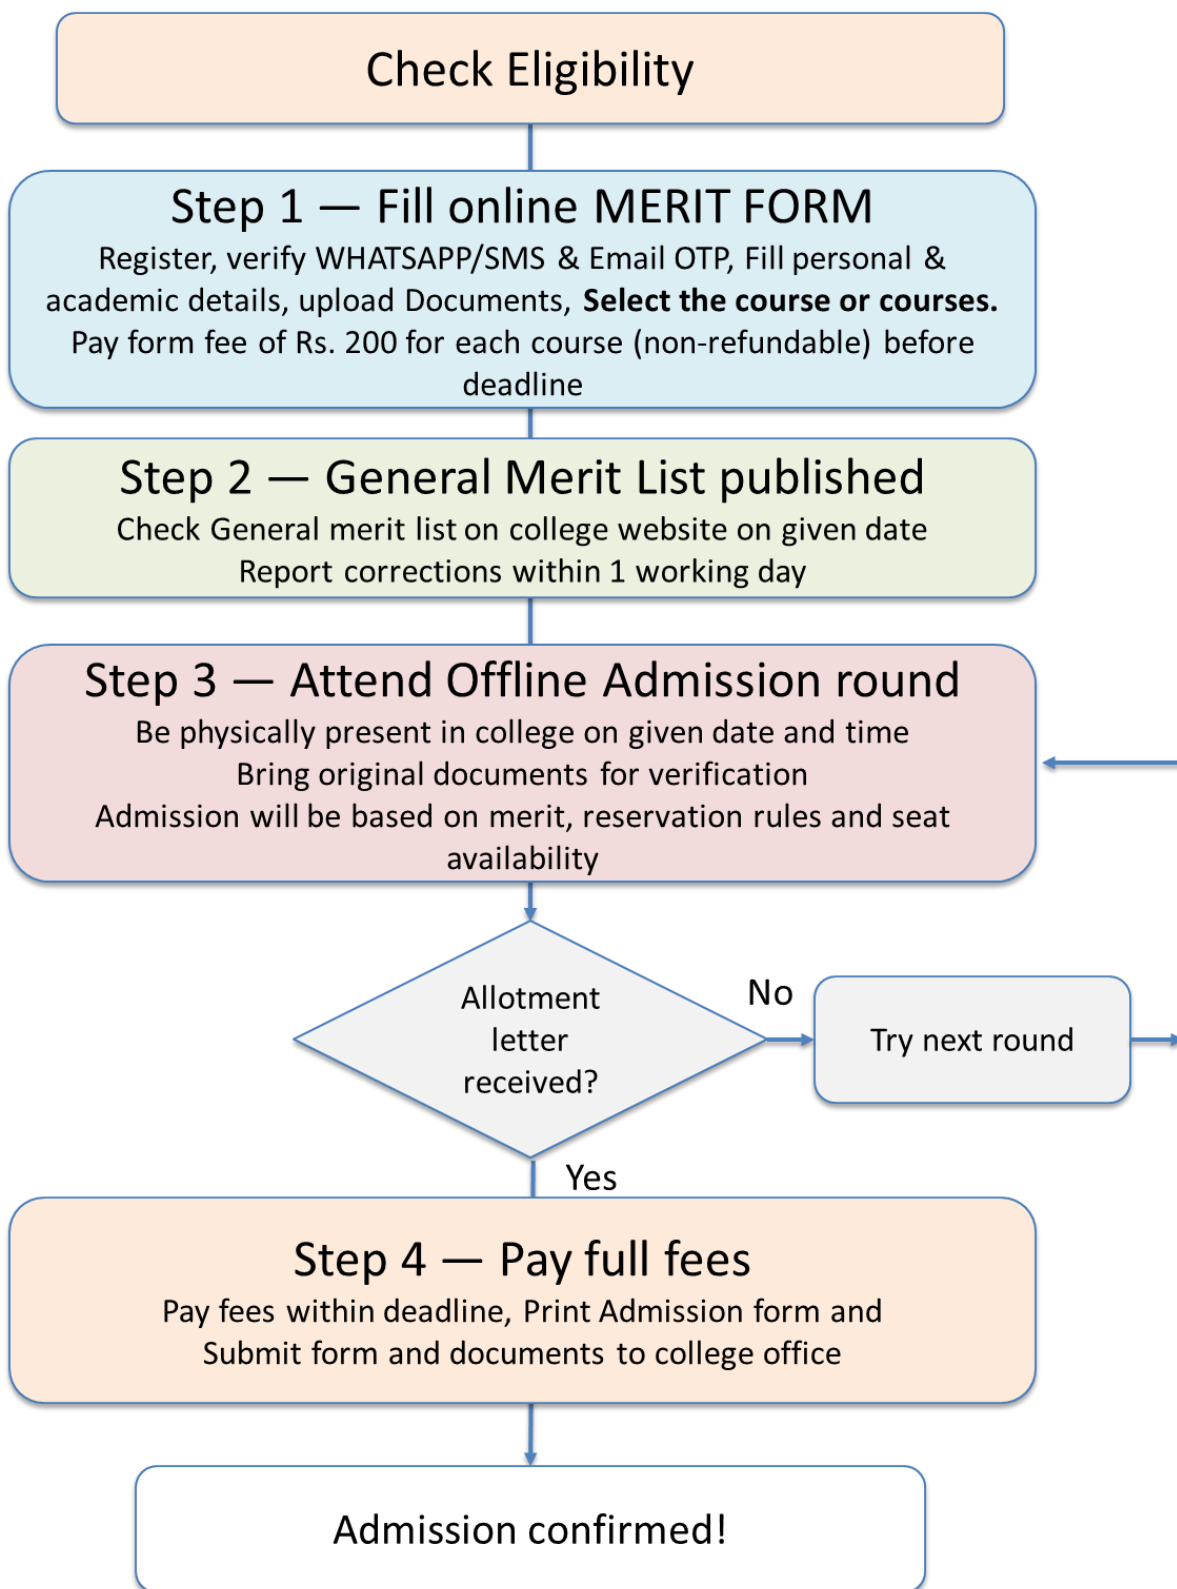 Check Eligibility
Step 1 — Fill online MERIT FORM
Register, verify WHATSAPP/SMS & Email OTP, Fill personal &
academic details, upload Documents, Select the course or courses.
Pay form fee of Rs. 200 for each course (non-refundable) before
deadline
Step 2 — General Merit List published
Check General merit list on college website on given date
Report corrections within 1 working day
Step 3 — Attend Offline Admission round
Be physically present in college on given date and time
Bring original documents for verification
Admission will be based on merit, reservation rules and seat
availability
Allotment
letter
received?
No
Try next round
Yes
Step 4 — Pay full fees
Pay fees within deadline, Print Admission form and
Submit form and documents to college office
Admission confirmed!